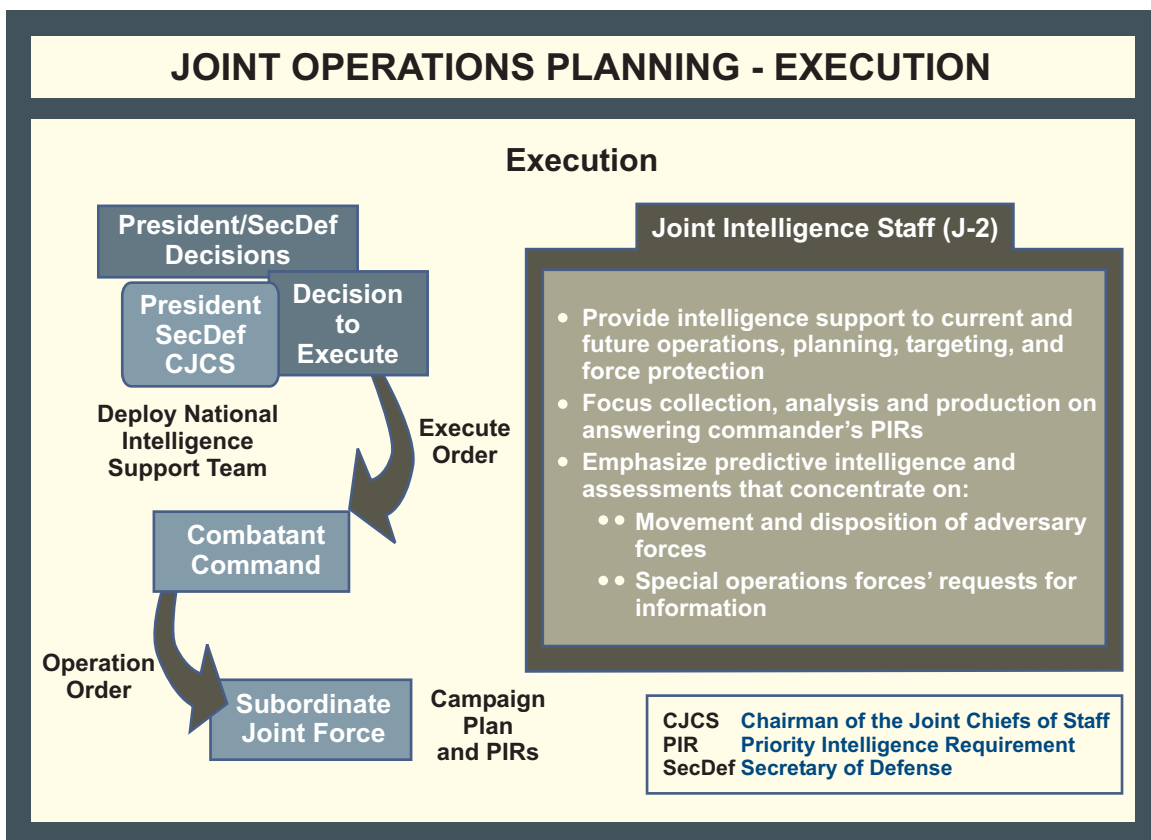 JOINT OPERATIONS PLANNING - EXECUTION
Execution
President/SecDef
Decisions
President
SecDef
CJCS
Decision
to
Execute
Deploy National
Intelligence
Support Team
Execute
Order
Combatant
Command
Operation
Order
Subordinate
Joint Force
Campaign
Plan
and PIRs
Joint Intelligence Staff (J-2)
• Provide intelligence support to current and
future operations, planning, targeting, and
force protection
• Focus collection, analysis and production on
answering commander's PIRs
• Emphasize predictive intelligence and
assessments that concentrate on:
•• Movement and disposition of adversary
forces
•• Special operations forces' requests for
information
CJCS Chairman of the Joint Chiefs of Staff
PIR Priority Intelligence Requirement
SecDef Secretary of Defense